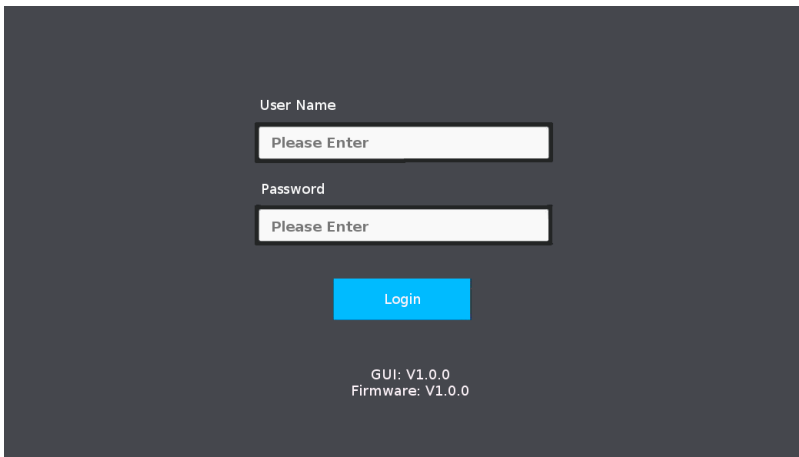 User Name
Please Enter
Password
Please Enter
Login
GUI: V1.0.0
Firmware: V1.0.0